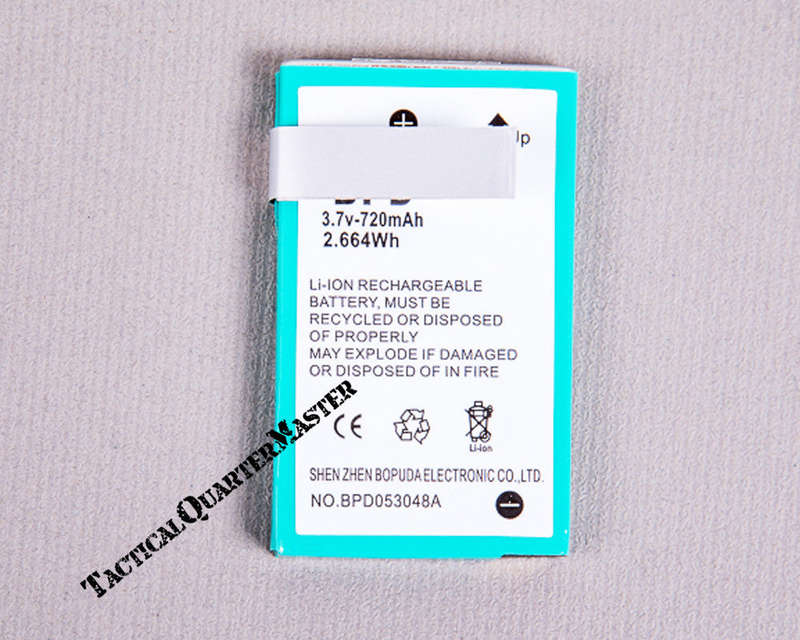 3.7v-720mAh
2.664Wh
Li-ION RECHARGEABLE
BATTERY, MUST BE
RECYCLED OR DISPOSED
OF PROPERLY
MAY EXPLODE IF DAMAGED
OR DISPOSED OF IN FIRE
CE
Li-ion
SHEN ZHEN BOPUDA ELECTRONIC CO.,LTD.
NO.BPD053048A
TacticalQuarterMaster